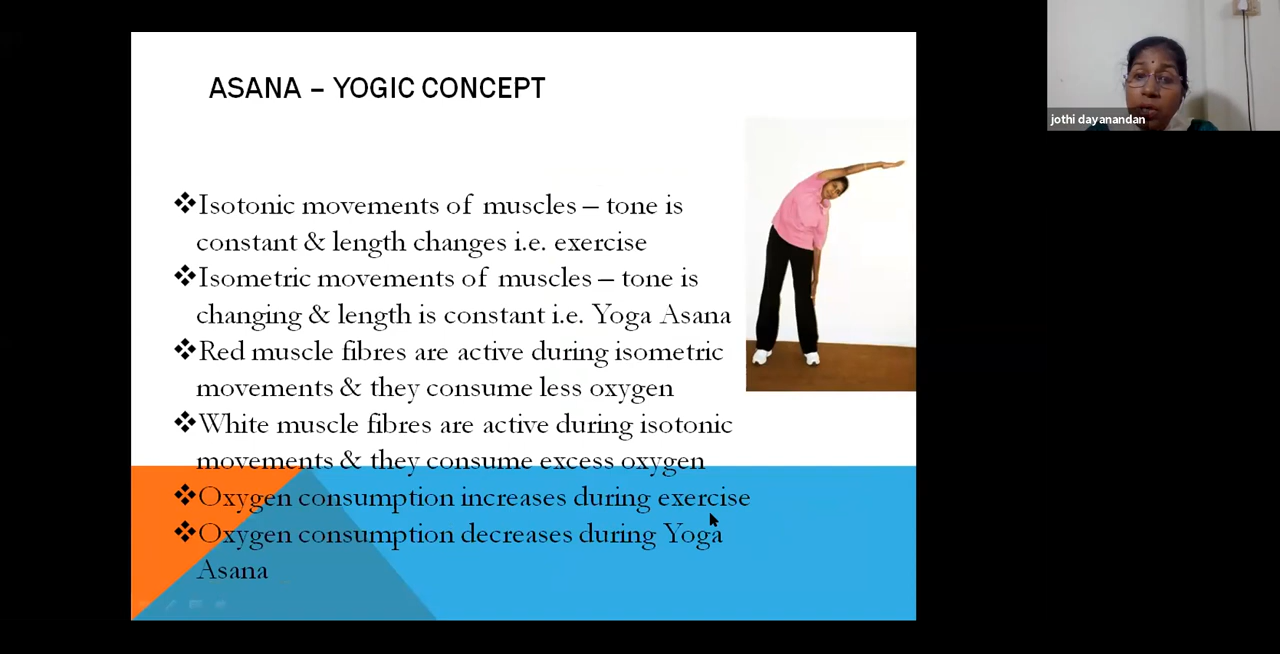 ASANA – YOGIC CONCEPT
jothi dayanandan
❖Isotonic movements of muscles – tone is
constant & length changes i.e. exercise
❖Isometric movements of muscles – tone is
changing & length is constant i.e. Yoga Asana
❖Red muscle fibres are active during isometric
movements & they consume less oxygen
❖White muscle fibres are active during isotonic
movements & they consume excess oxygen
❖Oxygen consumption increases during exercise
❖Oxygen consumption decreases during Yoga
Asana